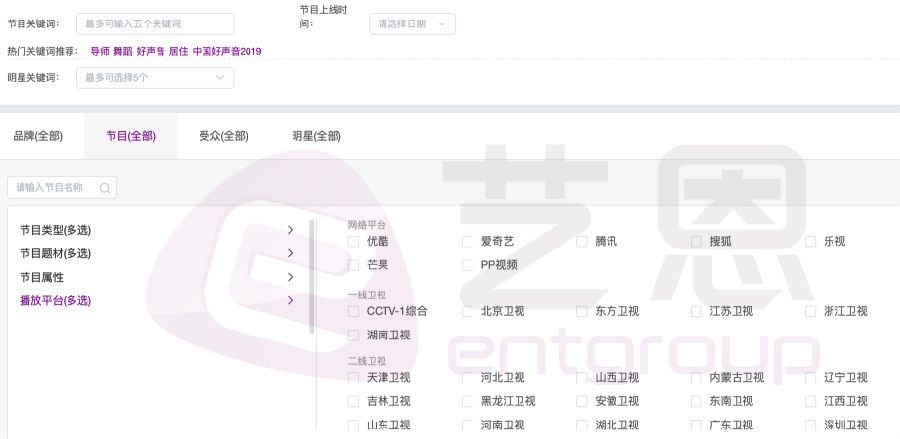 节目关键词： 最多可输入五个关键词 节目上线时间： 请选择日期
热门关键词推荐： 导师 舞蹈 好声音 居住 中国好声音2019
明星关键词： 最多可选择5个
品牌(全部) 节目(全部) 受众(全部) 明星(全部)
请输入节目名称
节目类型(多选)
节目题材(多选)
节目属性
播放平台(多选)
网络平台
优酷 爱奇艺 腾讯 搜狐 乐视
芒果 PP视频
一线卫视
CCTV-1综合 北京卫视 东方卫视 江苏卫视 浙江卫视
湖南卫视
二线卫视
天津卫视 河北卫视 山西卫视 内蒙古卫视 辽宁卫视
吉林卫视 黑龙江卫视 安徽卫视 东南卫视 江西卫视
山东卫视 河南卫视 湖北卫视 广东卫视 深圳卫视
艺恩
entgroup